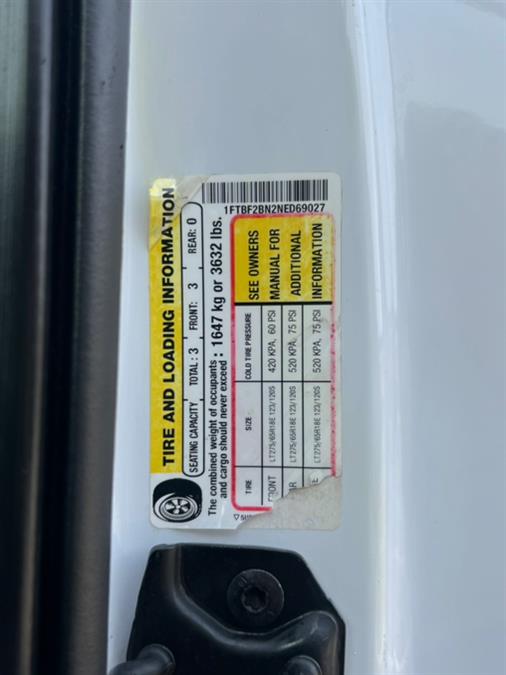 1FTBF2BN2NED69027
TIRE AND LOADING INFORMATION
SEATING CAPACITY TOTAL: 3 FRONT: 3 REAR: 0
The combined weight of occupants
and cargo should never exceed : 1647 kg or 3632 lbs.
TIRE SIZE COLD TIRE PRESSURE SEE OWNERS
MANUAL FOR
ADDITIONAL
INFORMATION
RONT LT275/65R18E 123/120S 420 KPA, 60 PSI
AR LT275/65R18E 123/120S 520 KPA, 75 PSI
E LT275/65R18E 123/120S 520 KPA, 75 PSI